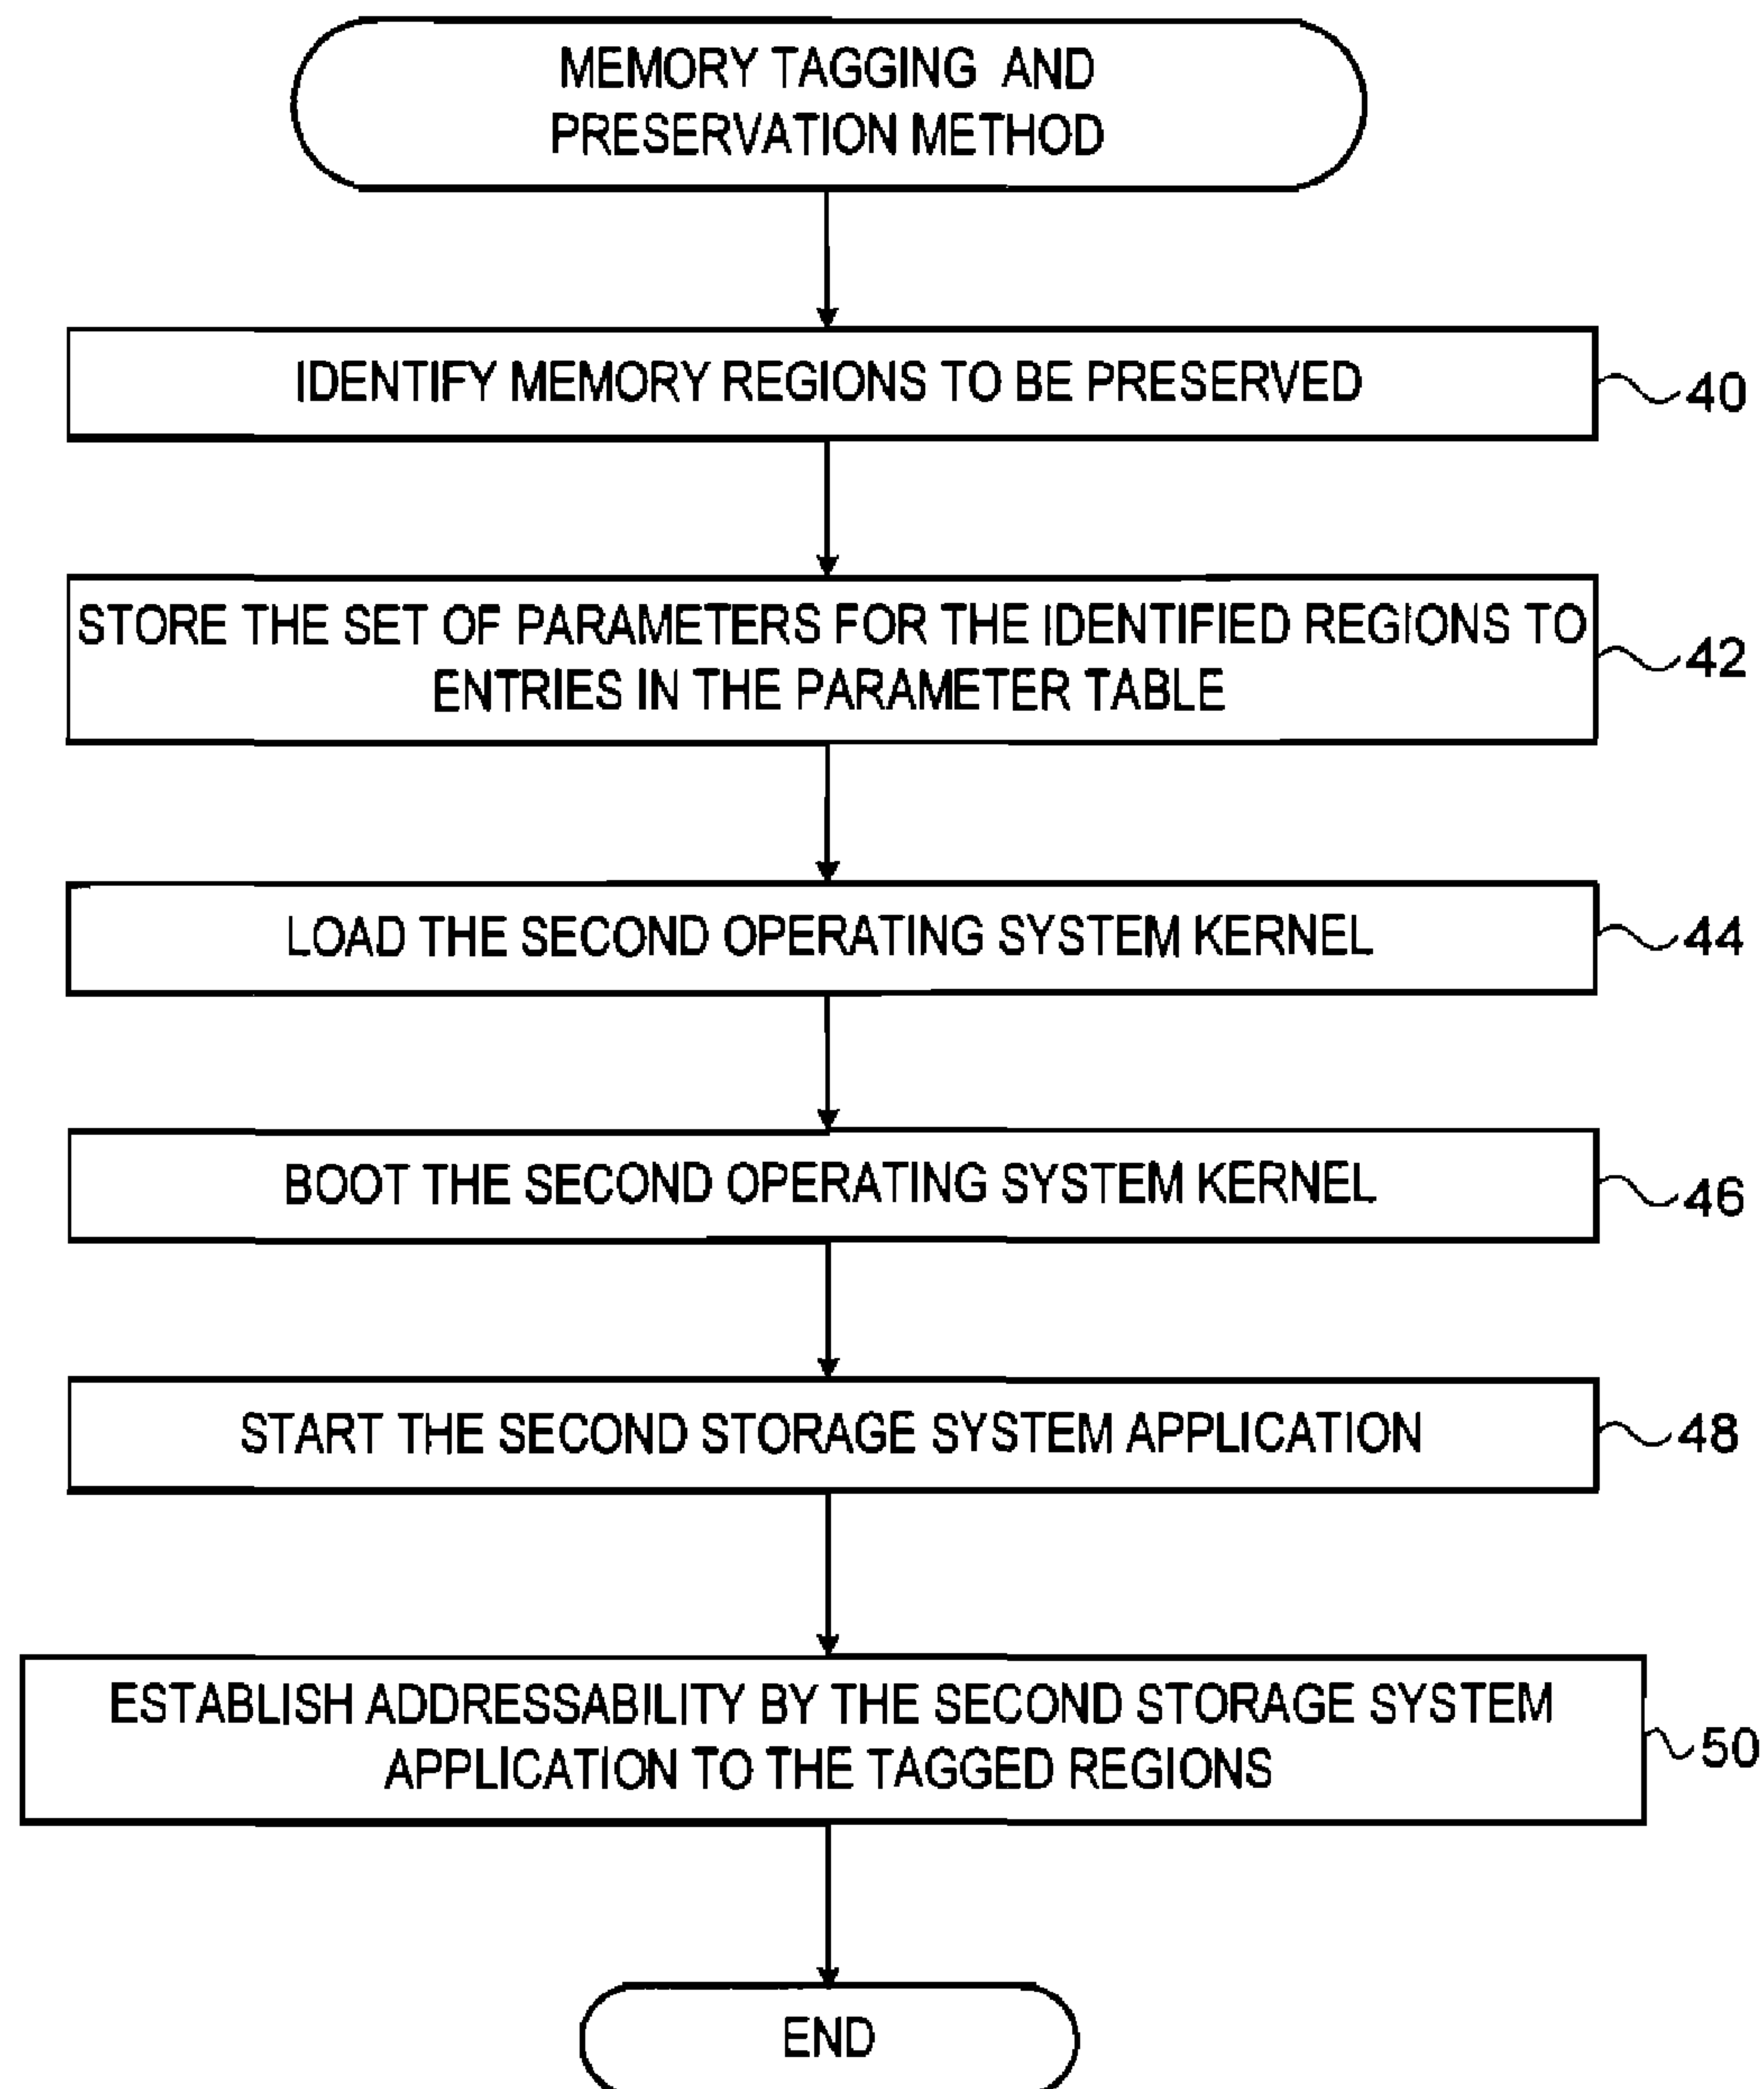 MEMORY TAGGING AND
PRESERVATION METHOD
IDENTIFY MEMORY REGIONS TO BE PRESERVED
40
STORE THE SET OF PARAMETERS FOR THE IDENTIFIED REGIONS TO
ENTRIES IN THE PARAMETER TABLE
42
LOAD THE SECOND OPERATING SYSTEM KERNEL
44
BOOT THE SECOND OPERATING SYSTEM KERNEL
46
START THE SECOND STORAGE SYSTEM APPLICATION
48
ESTABLISH ADDRESSABILITY BY THE SECOND STORAGE SYSTEM
APPLICATION TO THE TAGGED REGIONS
50
END